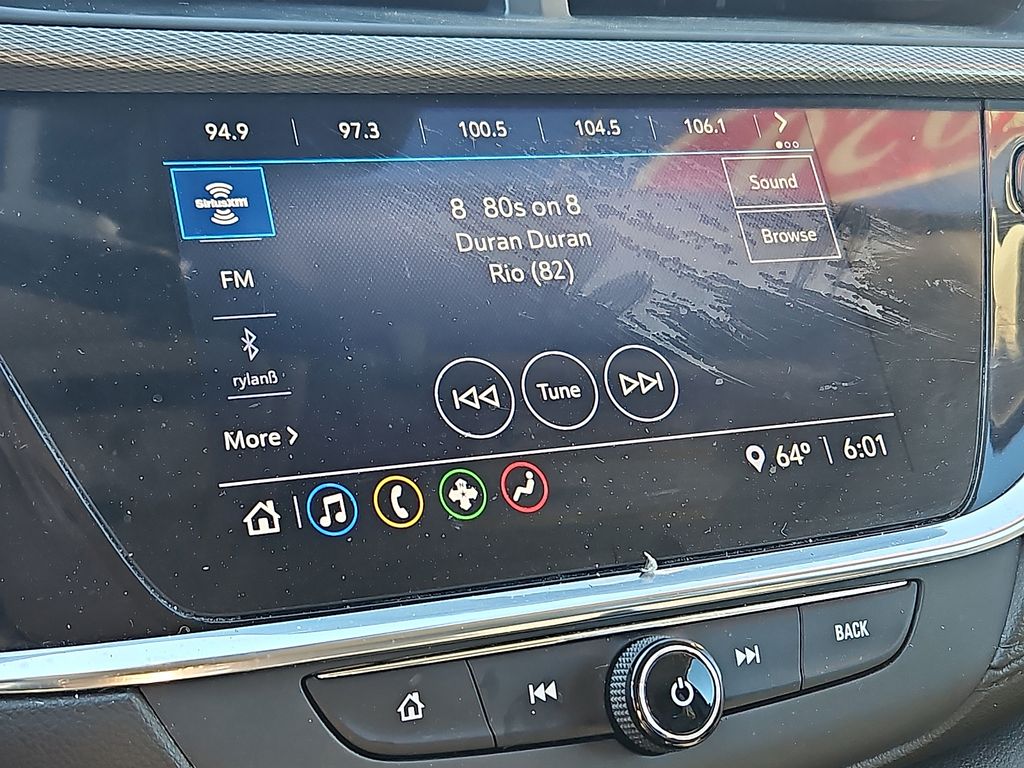 94.9 97.3 100.5 104.5 106.1
SiriusXM
8 80s on 8
Duran Duran
Rio (82)
Sound
Browse
FM
rylanß
Tune
More
64° 6:01
BACK